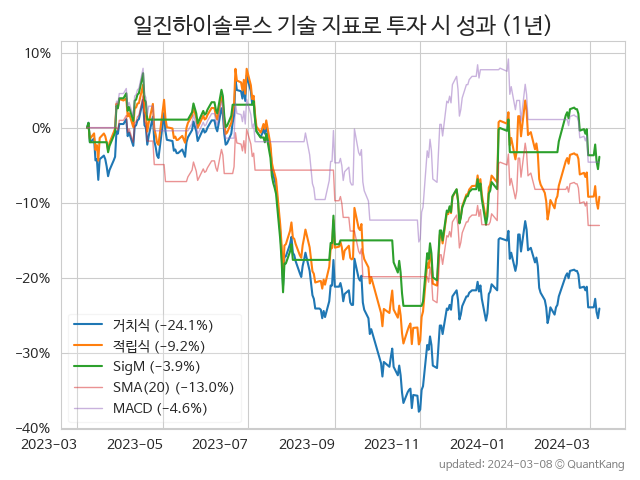 일진하이솔루스 기술 지표로 투자 시 성과 (1년)
10%
0%
−10%
−20%
−30%
−40%
거치식 (−24.1%)
적립식 (−9.2%)
SigM (−3.9%)
SMA(20) (−13.0%)
MACD (−4.6%)
2023−03 2023−05 2023−07 2023−09 2023−11 2024−01 2024−03
updated: 2024−03−08 © QuantKang